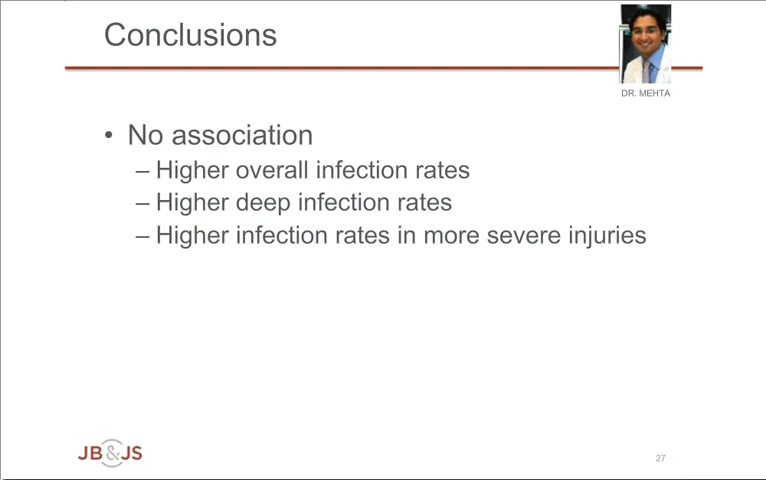 Conclusions
DR. MEHTA
• No association
– Higher overall infection rates
– Higher deep infection rates
– Higher infection rates in more severe injuries
JB&JS
27